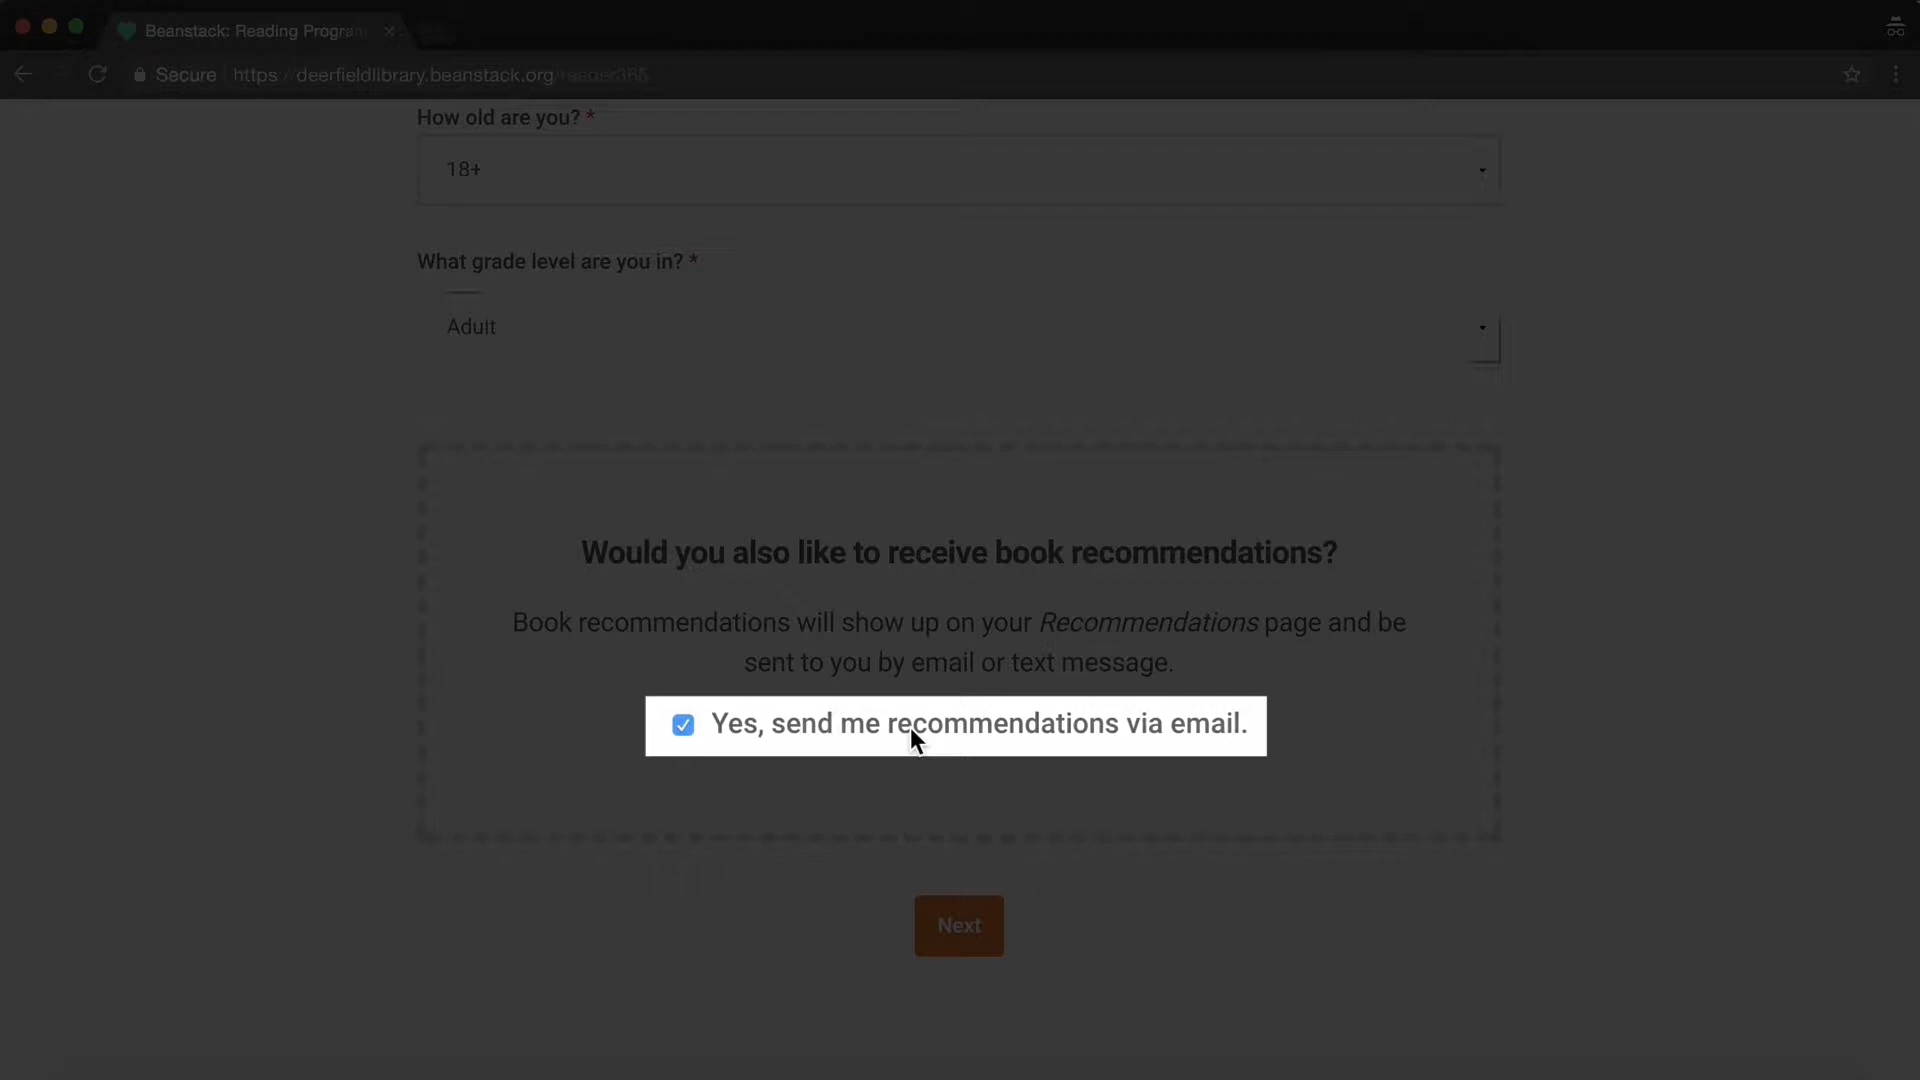 Beanstack: Reading Program
Secure https://deerfieldlibrary.beanstack.org/reader365
How old are you? *
18+
What grade level are you in? *
Adult
Would you also like to receive book recommendations?
Book recommendations will show up on your Recommendations page and be
sent to you by email or text message.
Yes, send me recommendations via email.
Next